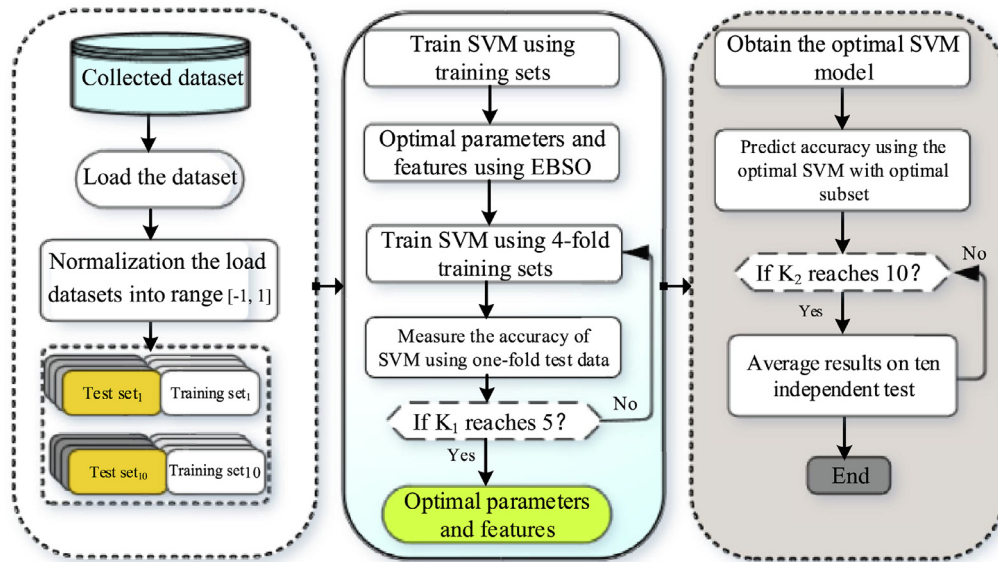 Collected dataset
Load the dataset
Normalization the load
datasets into range [-1, 1]
Test set1
Training set1
Test set10
Training set10
Train SVM using
training sets
Optimal parameters and
features using EBSO
Train SVM using 4-fold
training sets
Measure the accuracy of
SVM using one-fold test data
If K1 reaches 5?
No
Yes
Optimal parameters
and features
Obtain the optimal SVM
model
Predict accuracy using the
optimal SVM with optimal
subset
If K2 reaches 10?
No
Yes
Average results on ten
independent test
End